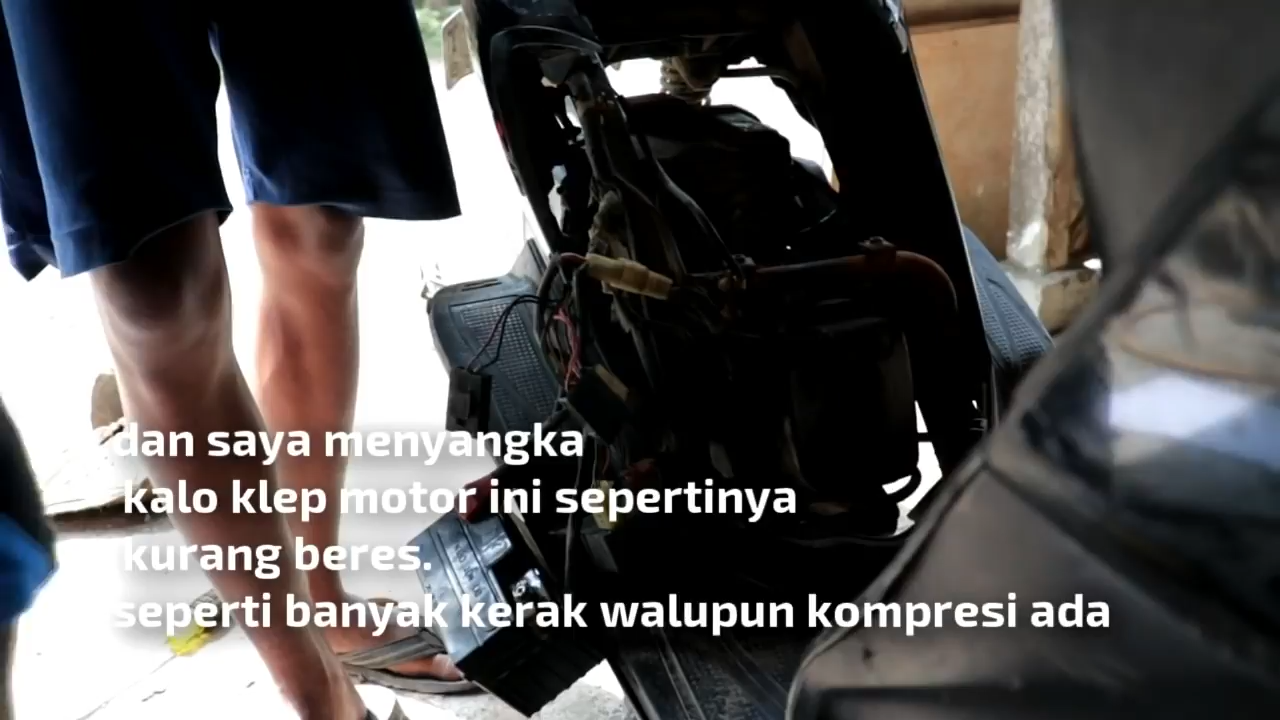 dan saya menyangka
kalo klep motor ini sepertinya
kurang beres.
seperti banyak kerak walupun kompresi ada